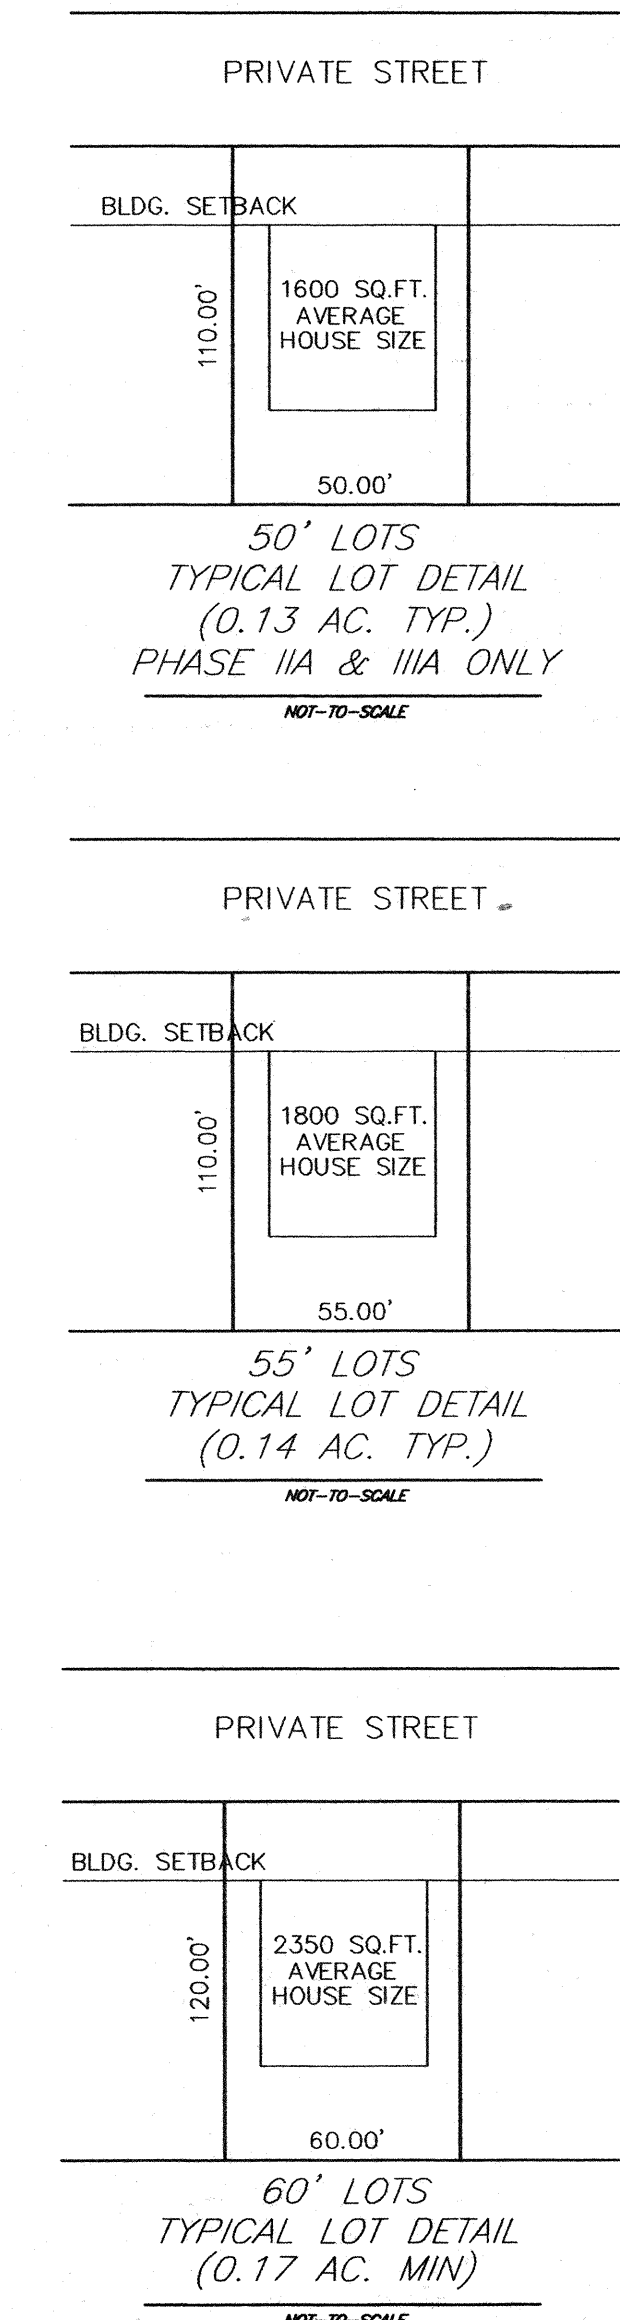 PRIVATE STREET
BLDG. SETBACK
110.00'
1600 SQ.FT.
AVERAGE
HOUSE SIZE
50.00'
50' LOTS
TYPICAL LOT DETAIL
(0.13 AC. TYP.)
PHASE IIA & IIIA ONLY
NOT-TO-SCALE
PRIVATE STREET
BLDG. SETBACK
110.00'
1800 SQ.FT.
AVERAGE
HOUSE SIZE
55.00'
55' LOTS
TYPICAL LOT DETAIL
(0.14 AC. TYP.)
NOT-TO-SCALE
PRIVATE STREET
BLDG. SETBACK
120.00'
2350 SQ.FT.
AVERAGE
HOUSE SIZE
60.00'
60' LOTS
TYPICAL LOT DETAIL
(0.17 AC. MIN)
NOT-TO-SCALE